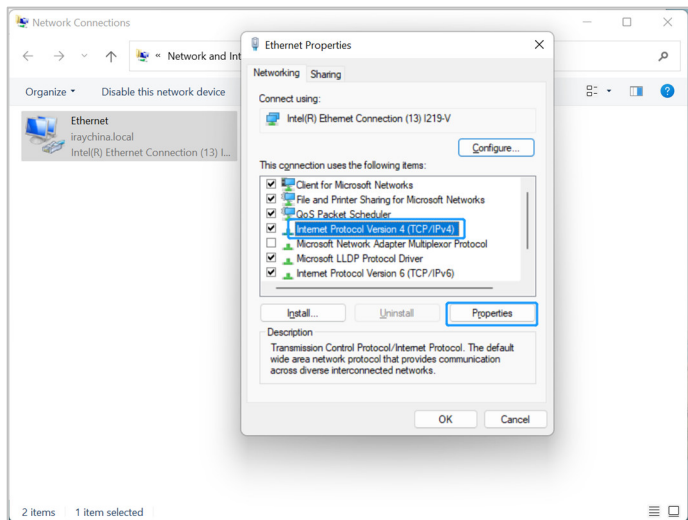 Network Connections
« Network and Int
Organize
Disable this network device
Ethernet
iraychina.local
Intel(R) Ethernet Connection (13) I...
Ethernet Properties
Networking
Sharing
Connect using:
Intel(R) Ethernet Connection (13) I219-V
Configure...
This connection uses the following items:
Client for Microsoft Networks
File and Printer Sharing for Microsoft Networks
QoS Packet Scheduler
Internet Protocol Version 4 (TCP/IPv4)
Microsoft Network Adapter Multiplexor Protocol
Microsoft LLDP Protocol Driver
Internet Protocol Version 6 (TCP/IPv6)
Install...
Uninstall
Properties
Description
Transmission Control Protocol/Internet Protocol. The default
wide area network protocol that provides communication
across diverse interconnected networks.
OK
Cancel
2 items
1 item selected